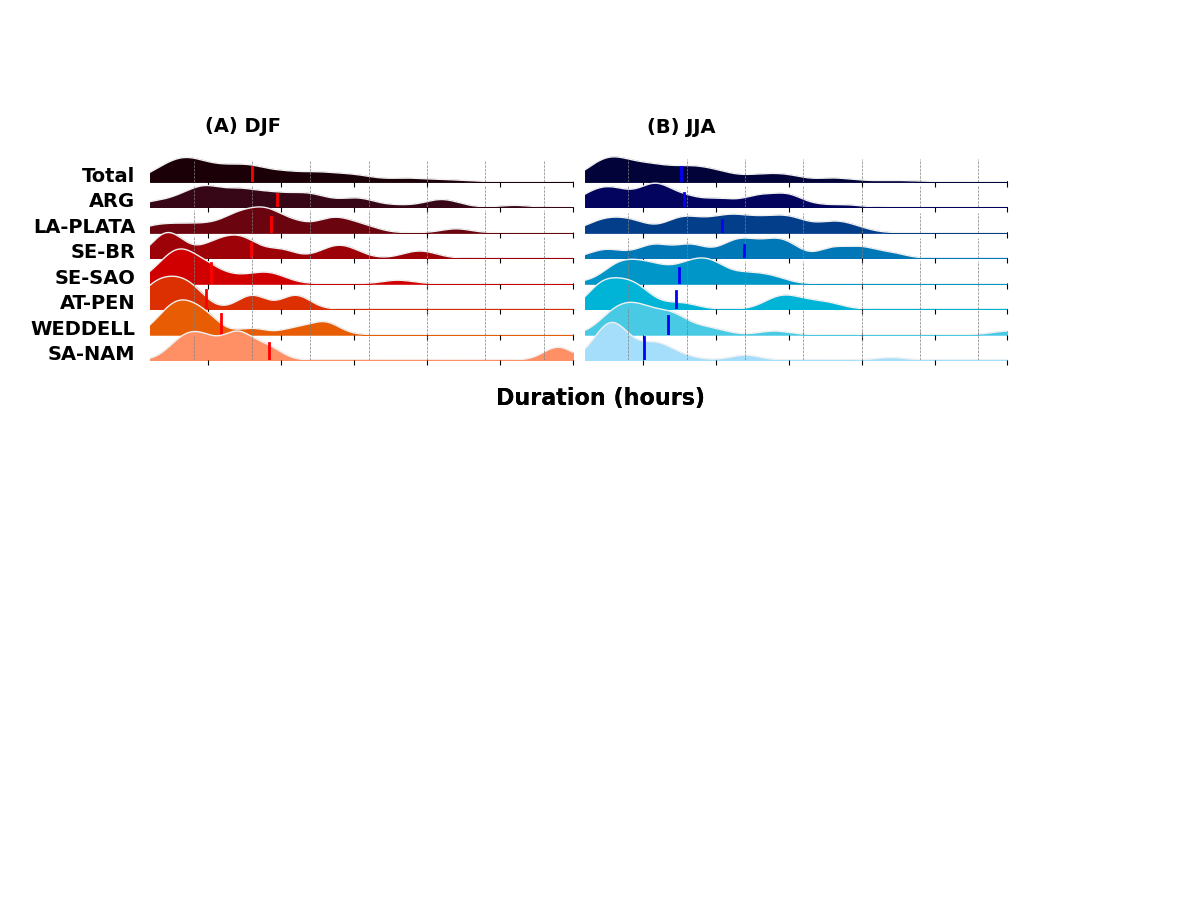 (A) DJF
(B) JJA
Total
ARG
LA-PLATA
SE-BR
SE-SAO
AT-PEN
WEDDELL
SA-NAM
Duration (hours)